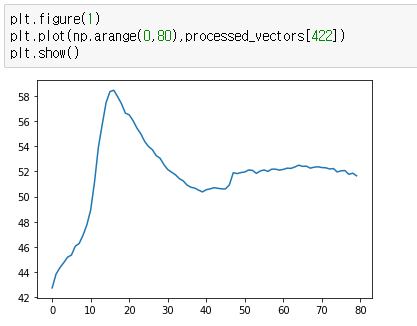 plt.figure(1)
plt.plot(np.arange(0,80),processed_vectors[422])
plt.show()
58
56
54
52
50
48
46
44
42
0 10 20 30 40 50 60 70 80